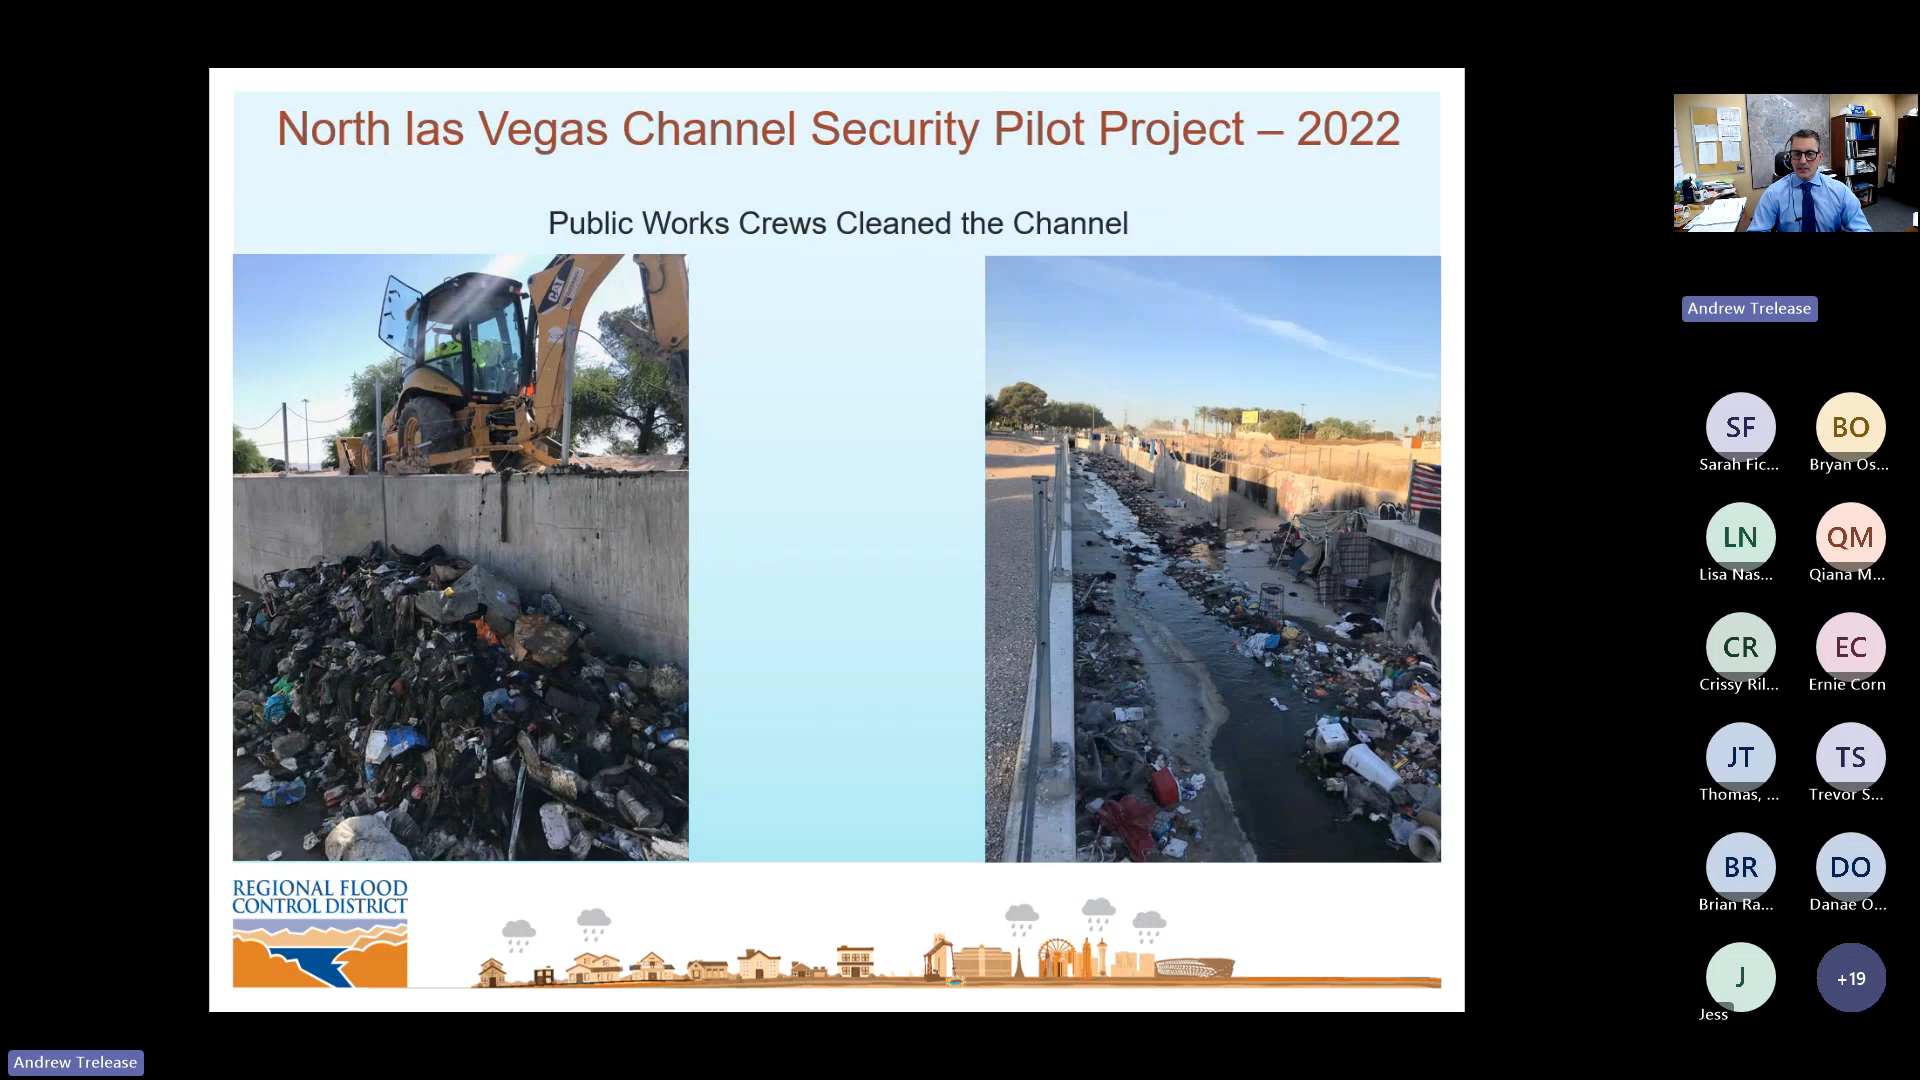 North las Vegas Channel Security Pilot Project – 2022
Public Works Crews Cleaned the Channel
CAT
REGIONAL FLOOD
CONTROL DISTRICT
Andrew Trelease
SF
Sarah Fic...
BO
Bryan Os...
LN
Lisa Nas...
QM
Qiana M...
CR
Crissy Ril...
EC
Ernie Corn
JT
Thomas, ...
TS
Trevor S...
BR
Brian Ra...
DO
Danae O...
J
Jess
+19
Andrew Trelease